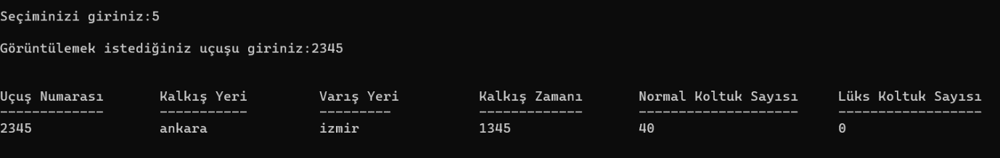 Seçiminizi giriniz:5
Görüntülemek istediğiniz uçuşu giriniz:2345
Uçuş Numarası Kalkış Yeri Varış Yeri Kalkış Zamanı Normal Koltuk Sayısı Lüks Koltuk Sayısı
------------- ----------- --------- ------------- -------------------- ------------------
2345 ankara izmir 1345 40 0